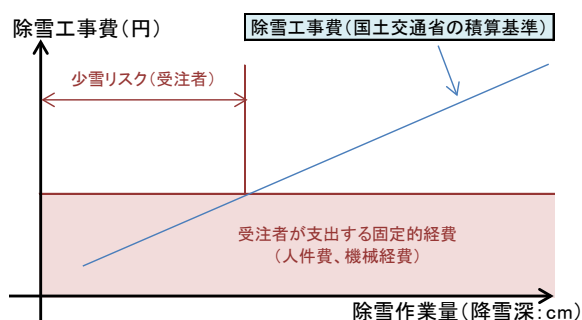 除雪工事費（円）
除雪工事費（国土交通省の積算基準）
少雪リスク（受注者）
受注者が支出する固定的経費
（人件費、機械経費）
除雪作業量（降雪深：cm）